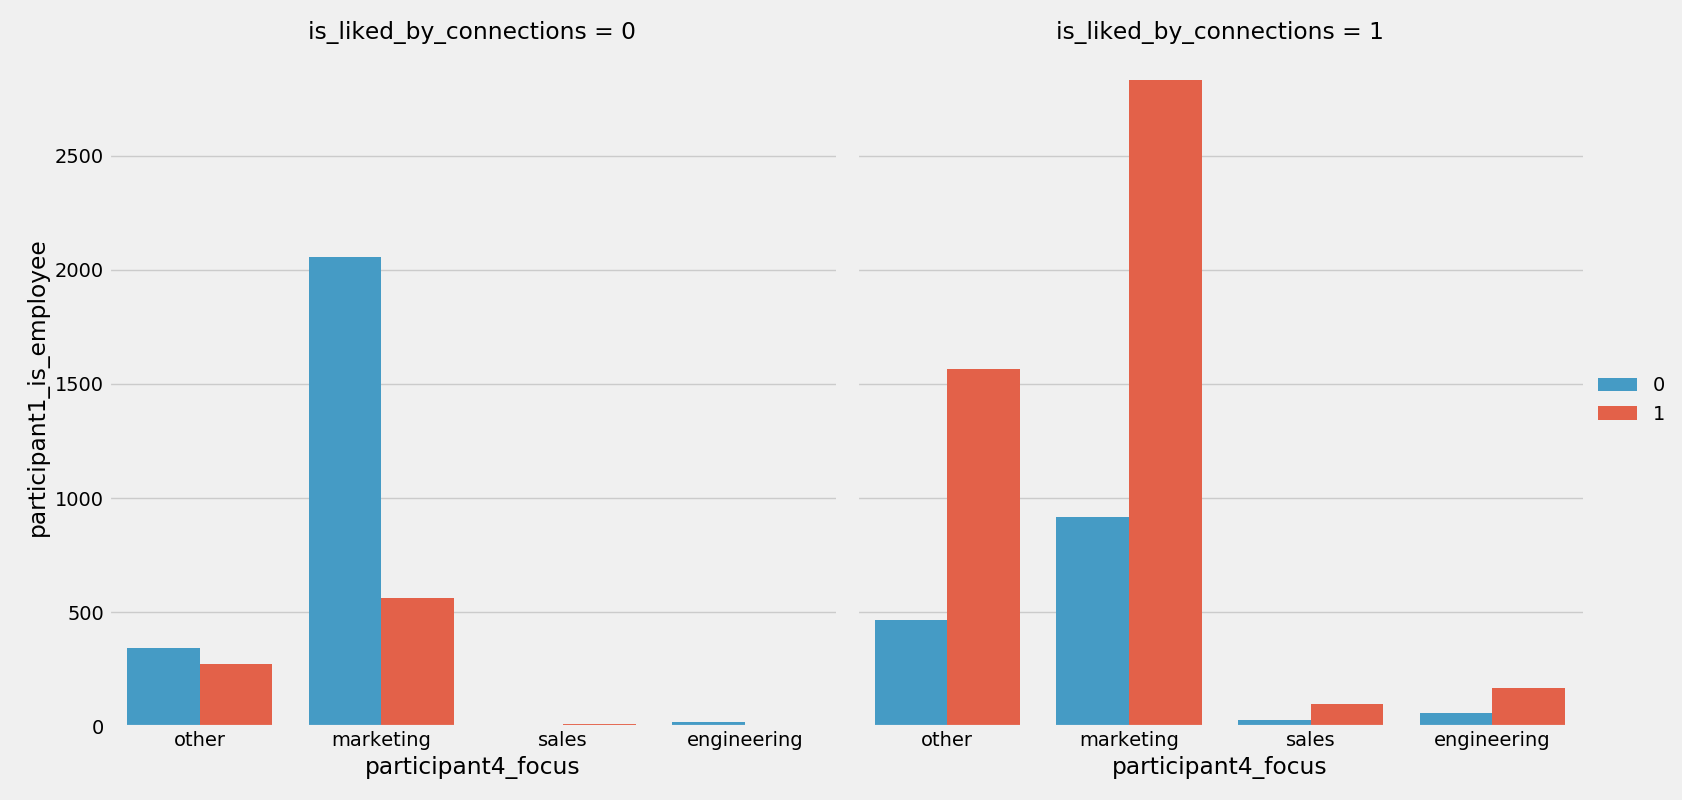 is_liked_by_connections = 0
is_liked_by_connections = 1
participant1_is_employee
2500
2000
1500
1000
500
0
other marketing sales engineering
participant4_focus
other marketing sales engineering
participant4_focus
0
1